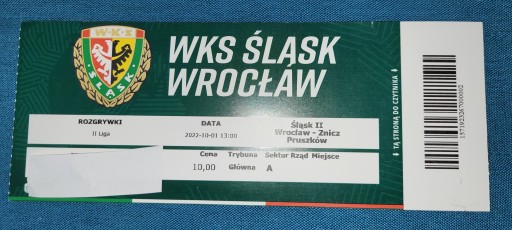 W·K·S
ŚLĄSK
WKS ŚLĄSK
WROCŁAW
ROZGRYWKI
DATA
Śląsk II
II Liga
2022-10-01 13:00
Wrocław - Znicz
Pruszków
Cena Trybuna Sektor Rząd Miejsce
10,00 Główna A
TĄ STRONĄ DO CZYTNIKA